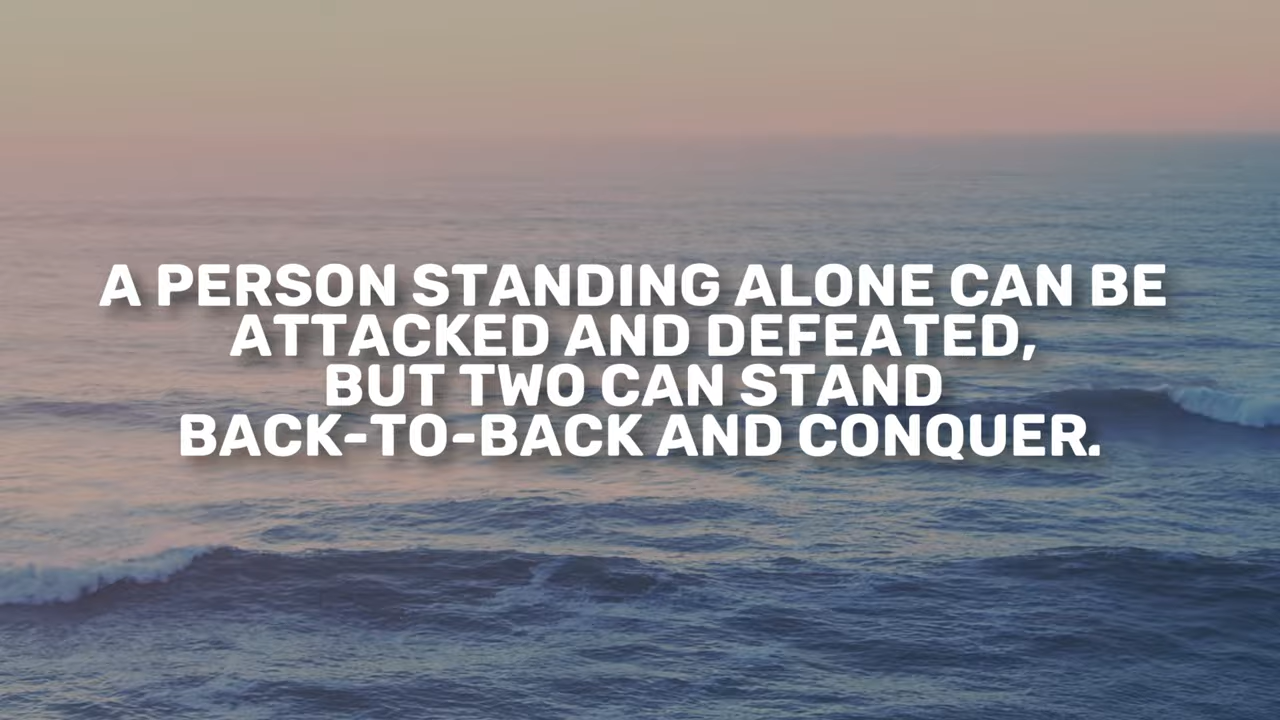 A PERSON STANDING ALONE CAN BE
ATTACKED AND DEFEATED,
BUT TWO CAN STAND
BACK-TO-BACK AND CONQUER.